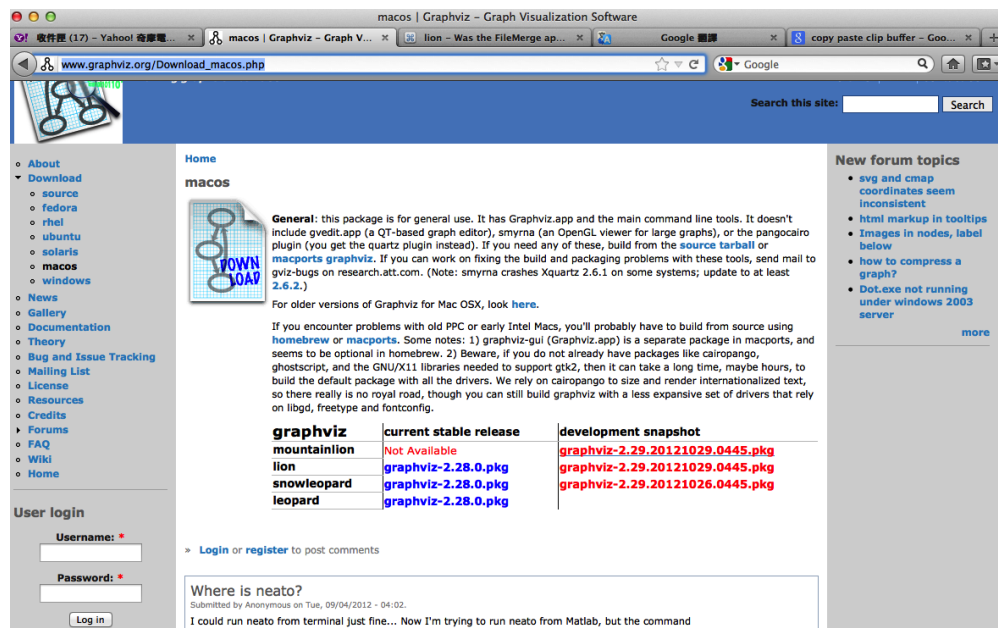 macos | Graphviz – Graph Visualization Software
收件匣 (17) – Yahoo! 奇摩電...
macos | Graphviz – Graph V...
lion – Was the FileMerge ap...
Google 翻譯
copy paste clip buffer – Goo...
www.graphviz.org/Download_macos.php
Google
Search this site:
Search
About
Download
source
fedora
rhel
ubuntu
solaris
macos
windows
News
Gallery
Documentation
Theory
Bug and Issue Tracking
Mailing List
License
Resources
Credits
Forums
FAQ
Wiki
Home
User login
Username: *
Password: *
Log in
Home
macos
DOWN
LOAD
General: this package is for general use. It has Graphviz.app and the main command line tools. It doesn't
include gvedit.app (a QT-based graph editor), smyrna (an OpenGL viewer for large graphs), or the pangocairo
plugin (you get the quartz plugin instead). If you need any of these, build from the source tarball or
macports graphviz. If you can work on fixing the build and packaging problems with these tools, send mail to
gviz-bugs on research.att.com. (Note: smyrna crashes Xquartz 2.6.1 on some systems; update to at least
2.6.2.)
For older versions of Graphviz for Mac OSX, look here.
If you encounter problems with old PPC or early Intel Macs, you'll probably have to build from source using
homebrew or macports. Some notes: 1) graphviz-gui (Graphviz.app) is a separate package in macports, and
seems to be optional in homebrew. 2) Beware, if you do not already have packages like cairopango,
ghostscript, and the GNU/X11 libraries needed to support gtk2, then it can take a long time, maybe hours, to
build the default package with all the drivers. We rely on cairopango to size and render internationalized text,
so there really is no royal road, though you can still build graphviz with a less expansive set of drivers that rely
on libgd, freetype and fontconfig.
graphviz current stable release development snapshot
mountainlion Not Available graphviz-2.29.20121029.0445.pkg
lion graphviz-2.28.0.pkg graphviz-2.29.20121029.0445.pkg
snowleopard graphviz-2.28.0.pkg graphviz-2.29.20121026.0445.pkg
leopard graphviz-2.28.0.pkg
» Login or register to post comments
Where is neato?
Submitted by Anonymous on Tue, 09/04/2012 - 04:02.
I could run neato from terminal just fine... Now I'm trying to run neato from Matlab, but the command
New forum topics
svg and cmap
coordinates seem
inconsistent
html markup in tooltips
Images in nodes, label
below
how to compress a
graph?
Dot.exe not running
under windows 2003
server
more